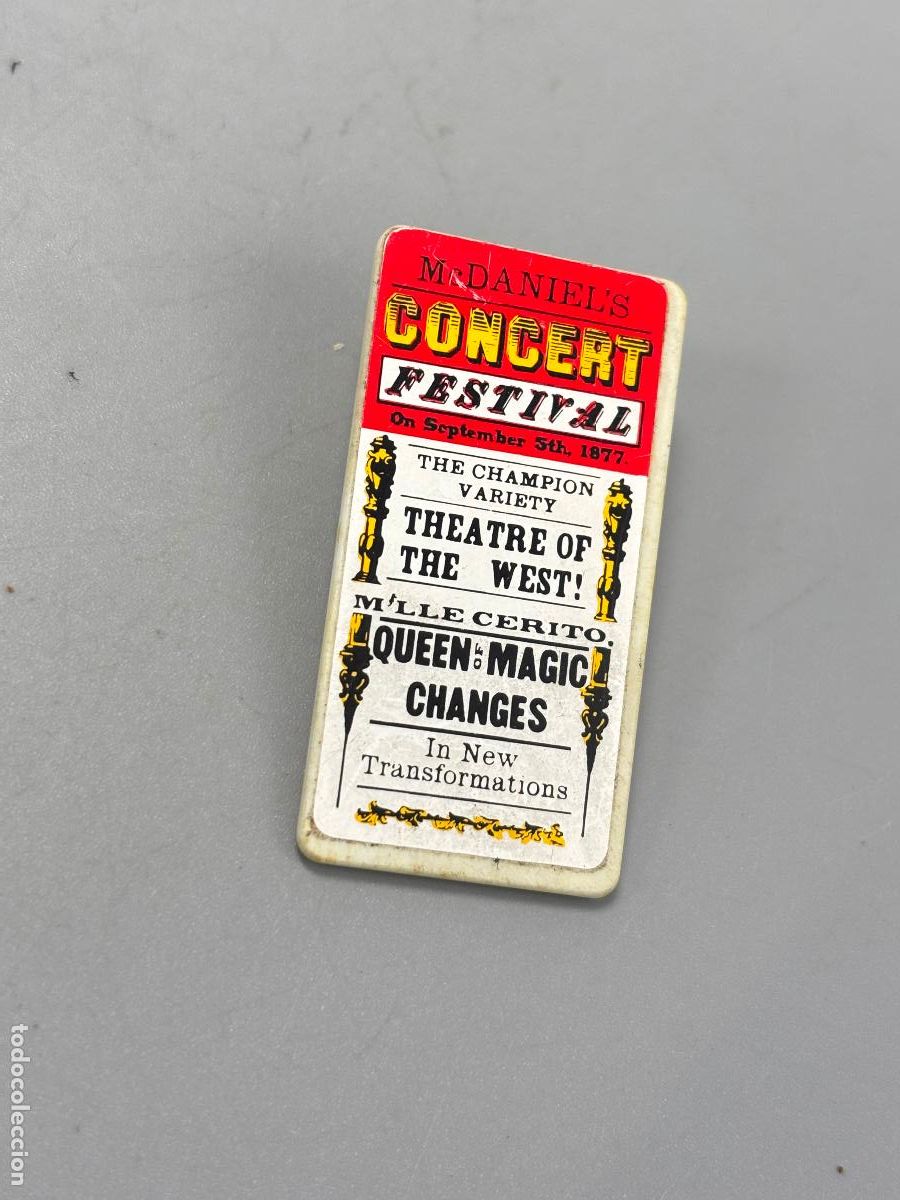 McDANIEL'S
CONCERT
FESTIVAL
On September 5th, 1877.
THE CHAMPION
VARIETY
THEATRE OF
THE WEST!
M'LLE CERITO.
QUEEN OF MAGIC
CHANGES
In New
Transformations
todocoleccion